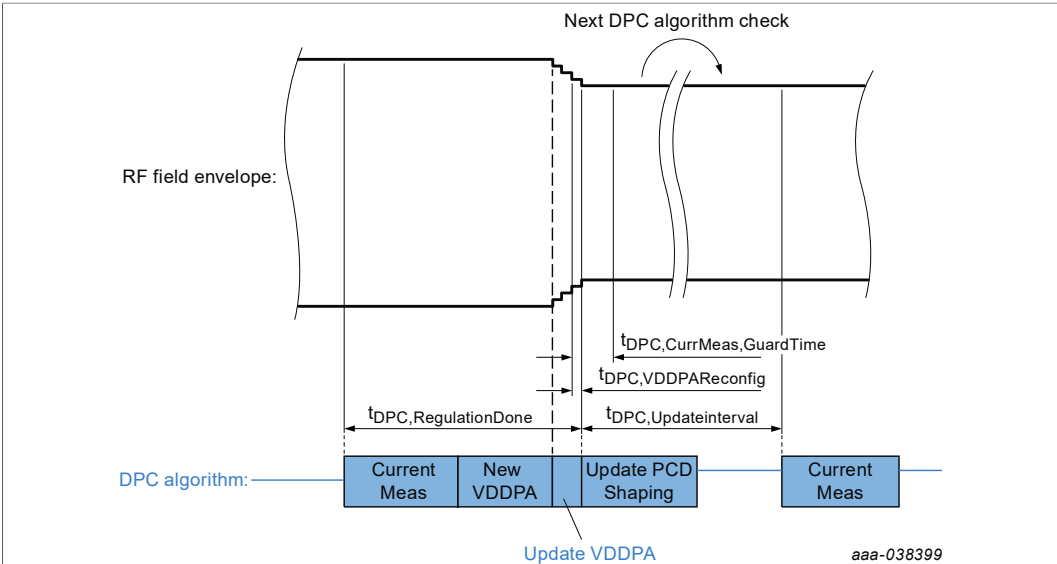 Next DPC algorithm check
RF field envelope:
tDPC,CurrMeas,GuardTime
tDPC,VDDPAReconfig
tDPC,RegulationDone
tDPC,Updateinterval
DPC algorithm:
Current
Meas
New
VDDPA
Update PCD
Shaping
Current
Meas
Update VDDPA
aaa-038399